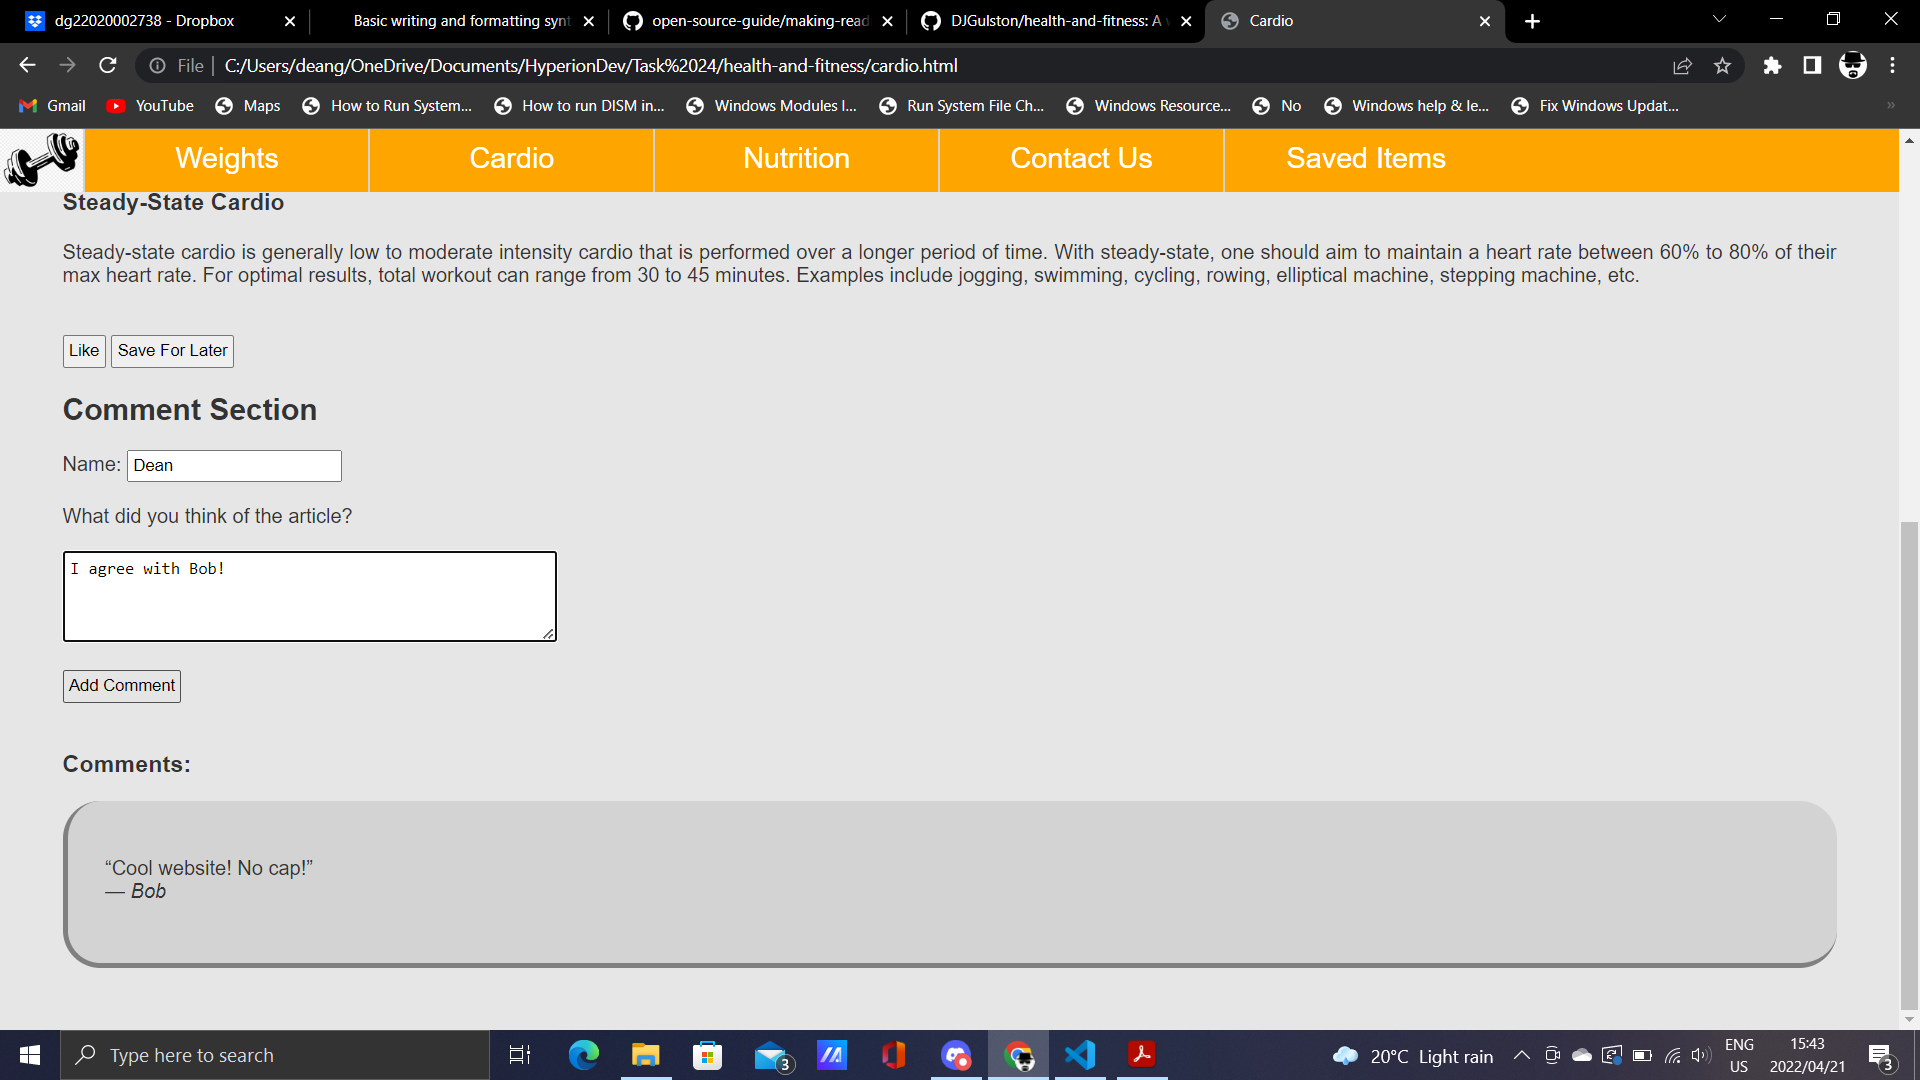 dg22020002738 - Dropbox
Basic writing and formatting synt
open-source-guide/making-read
DJGulston/health-and-fitness: A w
Cardio
File
C:/Users/deang/OneDrive/Documents/HyperionDev/Task%2024/health-and-fitness/cardio.html
Gmail
YouTube
Maps
How to Run System...
How to run DISM in...
Windows Modules I...
Run System File Ch...
Windows Resource...
No
Windows help & le...
Fix Windows Updat...
»
Weights
Cardio
Nutrition
Contact Us
Saved Items
Steady-State Cardio
Steady-state cardio is generally low to moderate intensity cardio that is performed over a longer period of time. With steady-state, one should aim to maintain a heart rate between 60% to 80% of their
max heart rate. For optimal results, total workout can range from 30 to 45 minutes. Examples include jogging, swimming, cycling, rowing, elliptical machine, stepping machine, etc.
Like
Save For Later
Comment Section
Name: Dean
What did you think of the article?
I agree with Bob!
Add Comment
Comments:
“Cool website! No cap!”
— Bob
Type here to search
3
20°C Light rain
ENG
US
15:43
2022/04/21
3